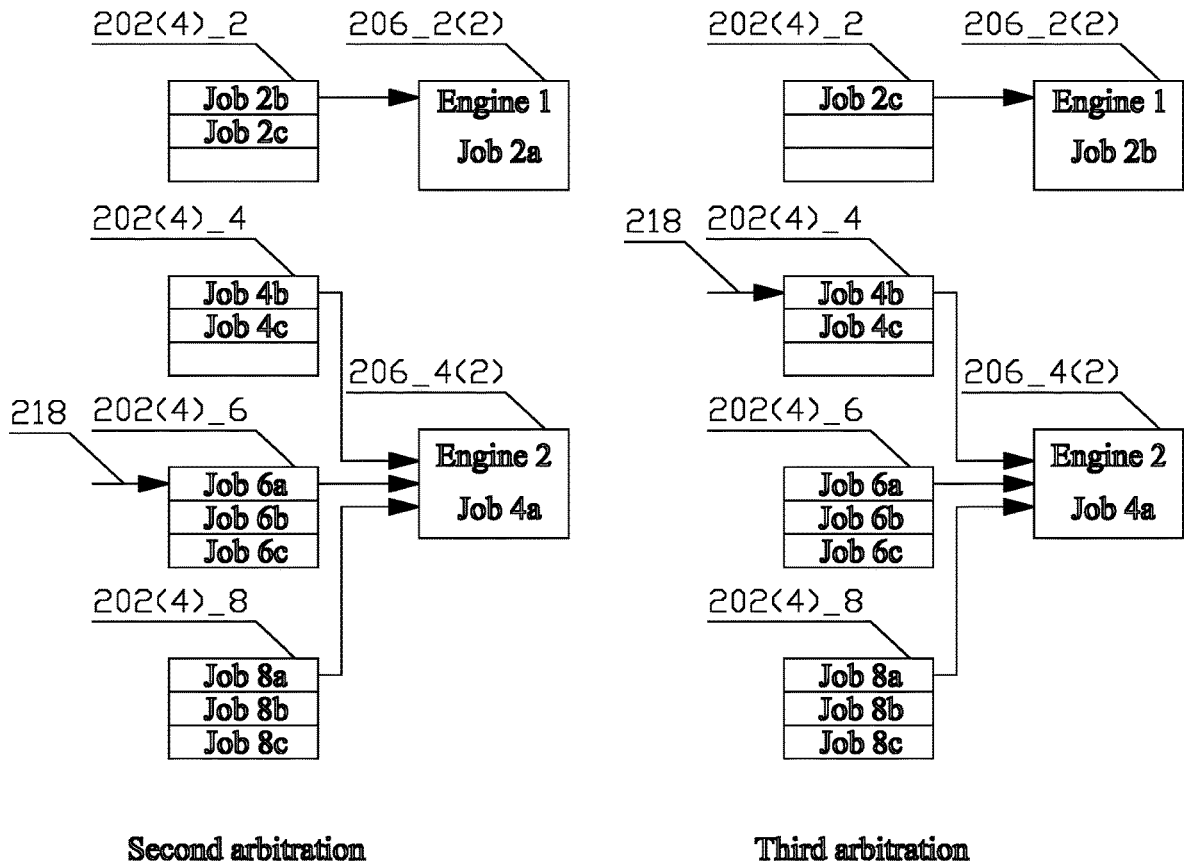 202(4)_2
206_2(2)
Job 2b
Job 2c
Engine 1
Job 2a
202(4)_4
Job 4b
Job 4c
206_4(2)
218
202(4)_6
Job 6a
Job 6b
Job 6c
Engine 2
Job 4a
202(4)_8
Job 8a
Job 8b
Job 8c
Second arbitration
202(4)_2
206_2(2)
Job 2c
Engine 1
Job 2b
218
202(4)_4
Job 4b
Job 4c
206_4(2)
202(4)_6
Job 6a
Job 6b
Job 6c
Engine 2
Job 4a
202(4)_8
Job 8a
Job 8b
Job 8c
Third arbitration